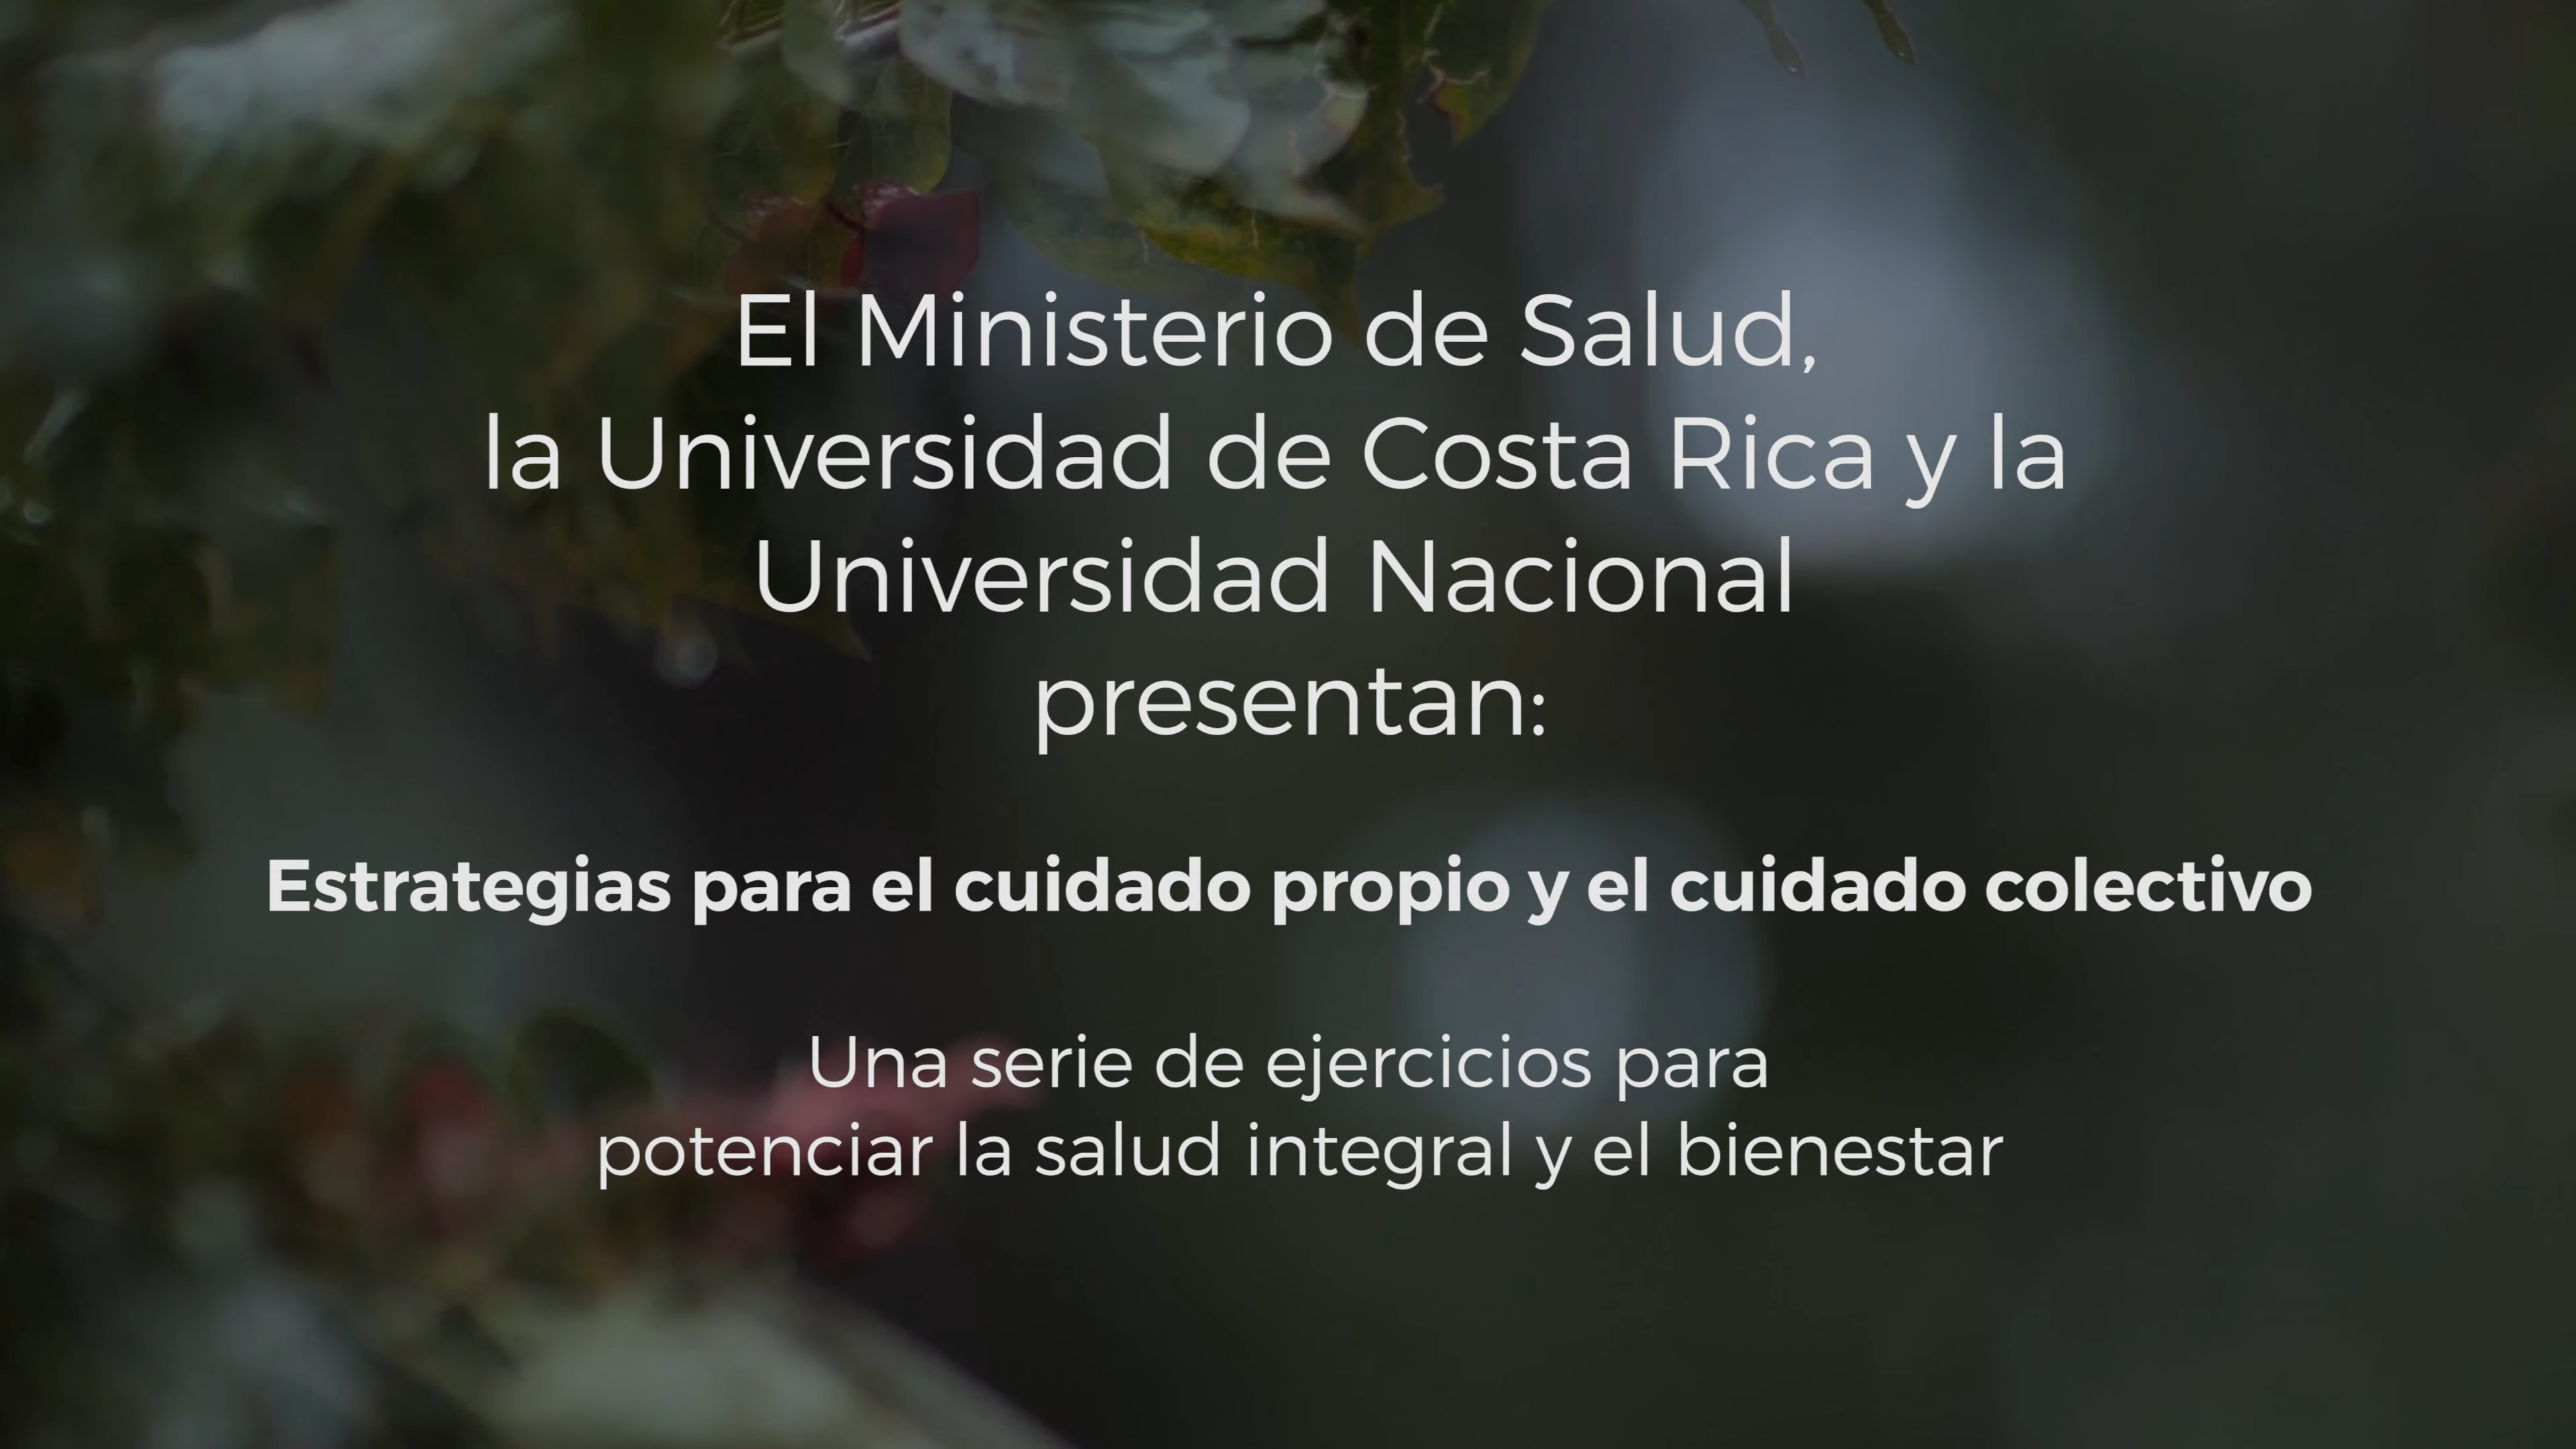 El Ministerio de Salud,
la Universidad de Costa Rica y la
Universidad Nacional
presentan:
Estrategias para el cuidado propio y el cuidado colectivo
Una serie de ejercicios para
potenciar la salud integral y el bienestar